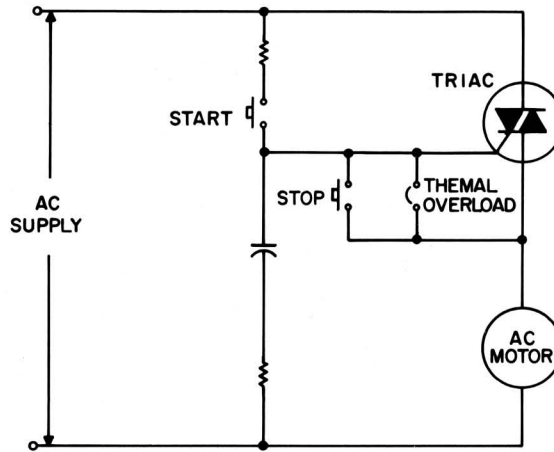 TRIAC
START
AC
SUPPLY
STOP
THEMAL
OVERLOAD
AC
MOTOR